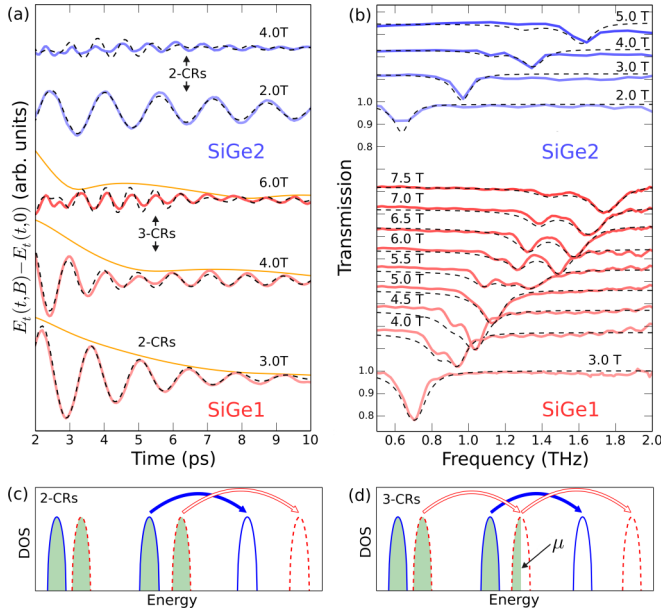 (a)
4.0T
2-CRs
2.0T
SiGe2
6.0T
3-CRs
4.0T
2-CRs
3.0T
SiGe1
E_t(t,B)−E_t(t,0) (arb. units)
2 3 4 5 6 7 8 9 10
Time (ps)
(b)
5.0 T
4.0 T
3.0 T
2.0 T
1.0
0.9
0.8
SiGe2
7.5 T
7.0 T
6.5 T
6.0 T
5.5 T
5.0 T
4.5 T
4.0 T
3.0 T
1.0
0.9
0.8
SiGe1
Transmission
0.6 0.8 1.0 1.2 1.4 1.6 1.8 2.0
Frequency (THz)
(c)
2-CRs
DOS
Energy
(d)
3-CRs
μ
DOS
Energy